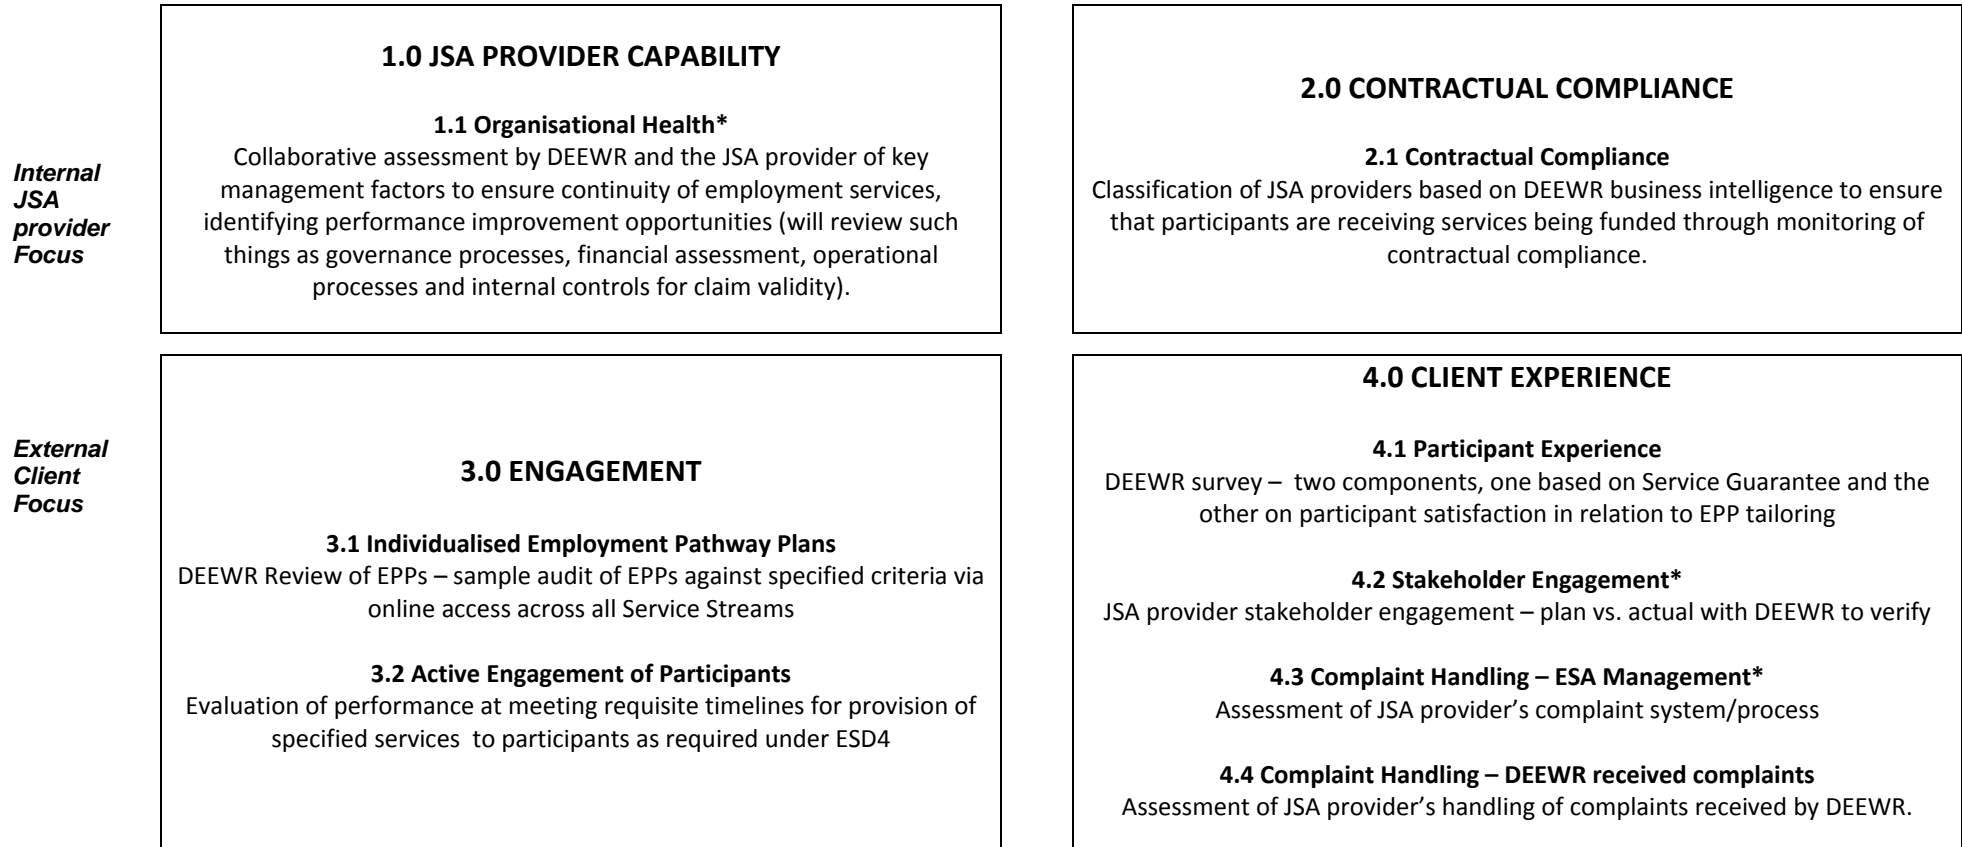 Internal
JSA
provider
Focus
1.0 JSA PROVIDER CAPABILITY
1.1 Organisational Health*
Collaborative assessment by DEEWR and the JSA provider of key
management factors to ensure continuity of employment services,
identifying performance improvement opportunities (will review such
things as governance processes, financial assessment, operational
processes and internal controls for claim validity).
2.0 CONTRACTUAL COMPLIANCE
2.1 Contractual Compliance
Classification of JSA providers based on DEEWR business intelligence to ensure
that participants are receiving services being funded through monitoring of
contractual compliance.
External
Client
Focus
3.0 ENGAGEMENT
3.1 Individualised Employment Pathway Plans
DEEWR Review of EPPs – sample audit of EPPs against specified criteria via
online access across all Service Streams
3.2 Active Engagement of Participants
Evaluation of performance at meeting requisite timelines for provision of
specified services to participants as required under ESD4
4.0 CLIENT EXPERIENCE
4.1 Participant Experience
DEEWR survey – two components, one based on Service Guarantee and the
other on participant satisfaction in relation to EPP tailoring
4.2 Stakeholder Engagement*
JSA provider stakeholder engagement – plan vs. actual with DEEWR to verify
4.3 Complaint Handling – ESA Management*
Assessment of JSA provider’s complaint system/process
4.4 Complaint Handling – DEEWR received complaints
Assessment of JSA provider’s handling of complaints received by DEEWR.